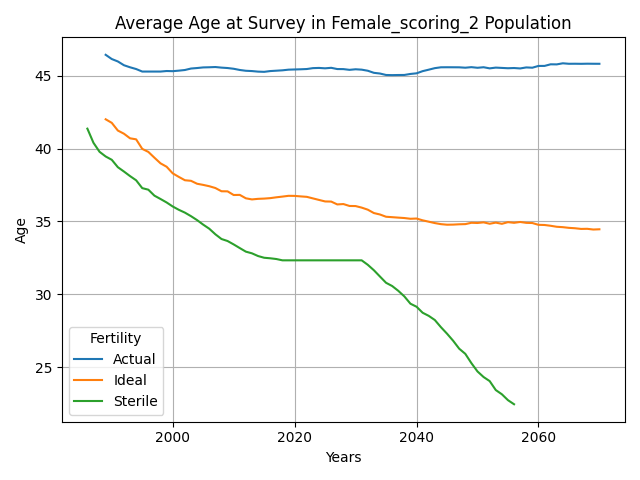 Average Age at Survey in Female_scoring_2 Population
Age
45
40
35
30
25
Fertility
Actual
Ideal
Sterile
2000
2020
2040
2060
Years